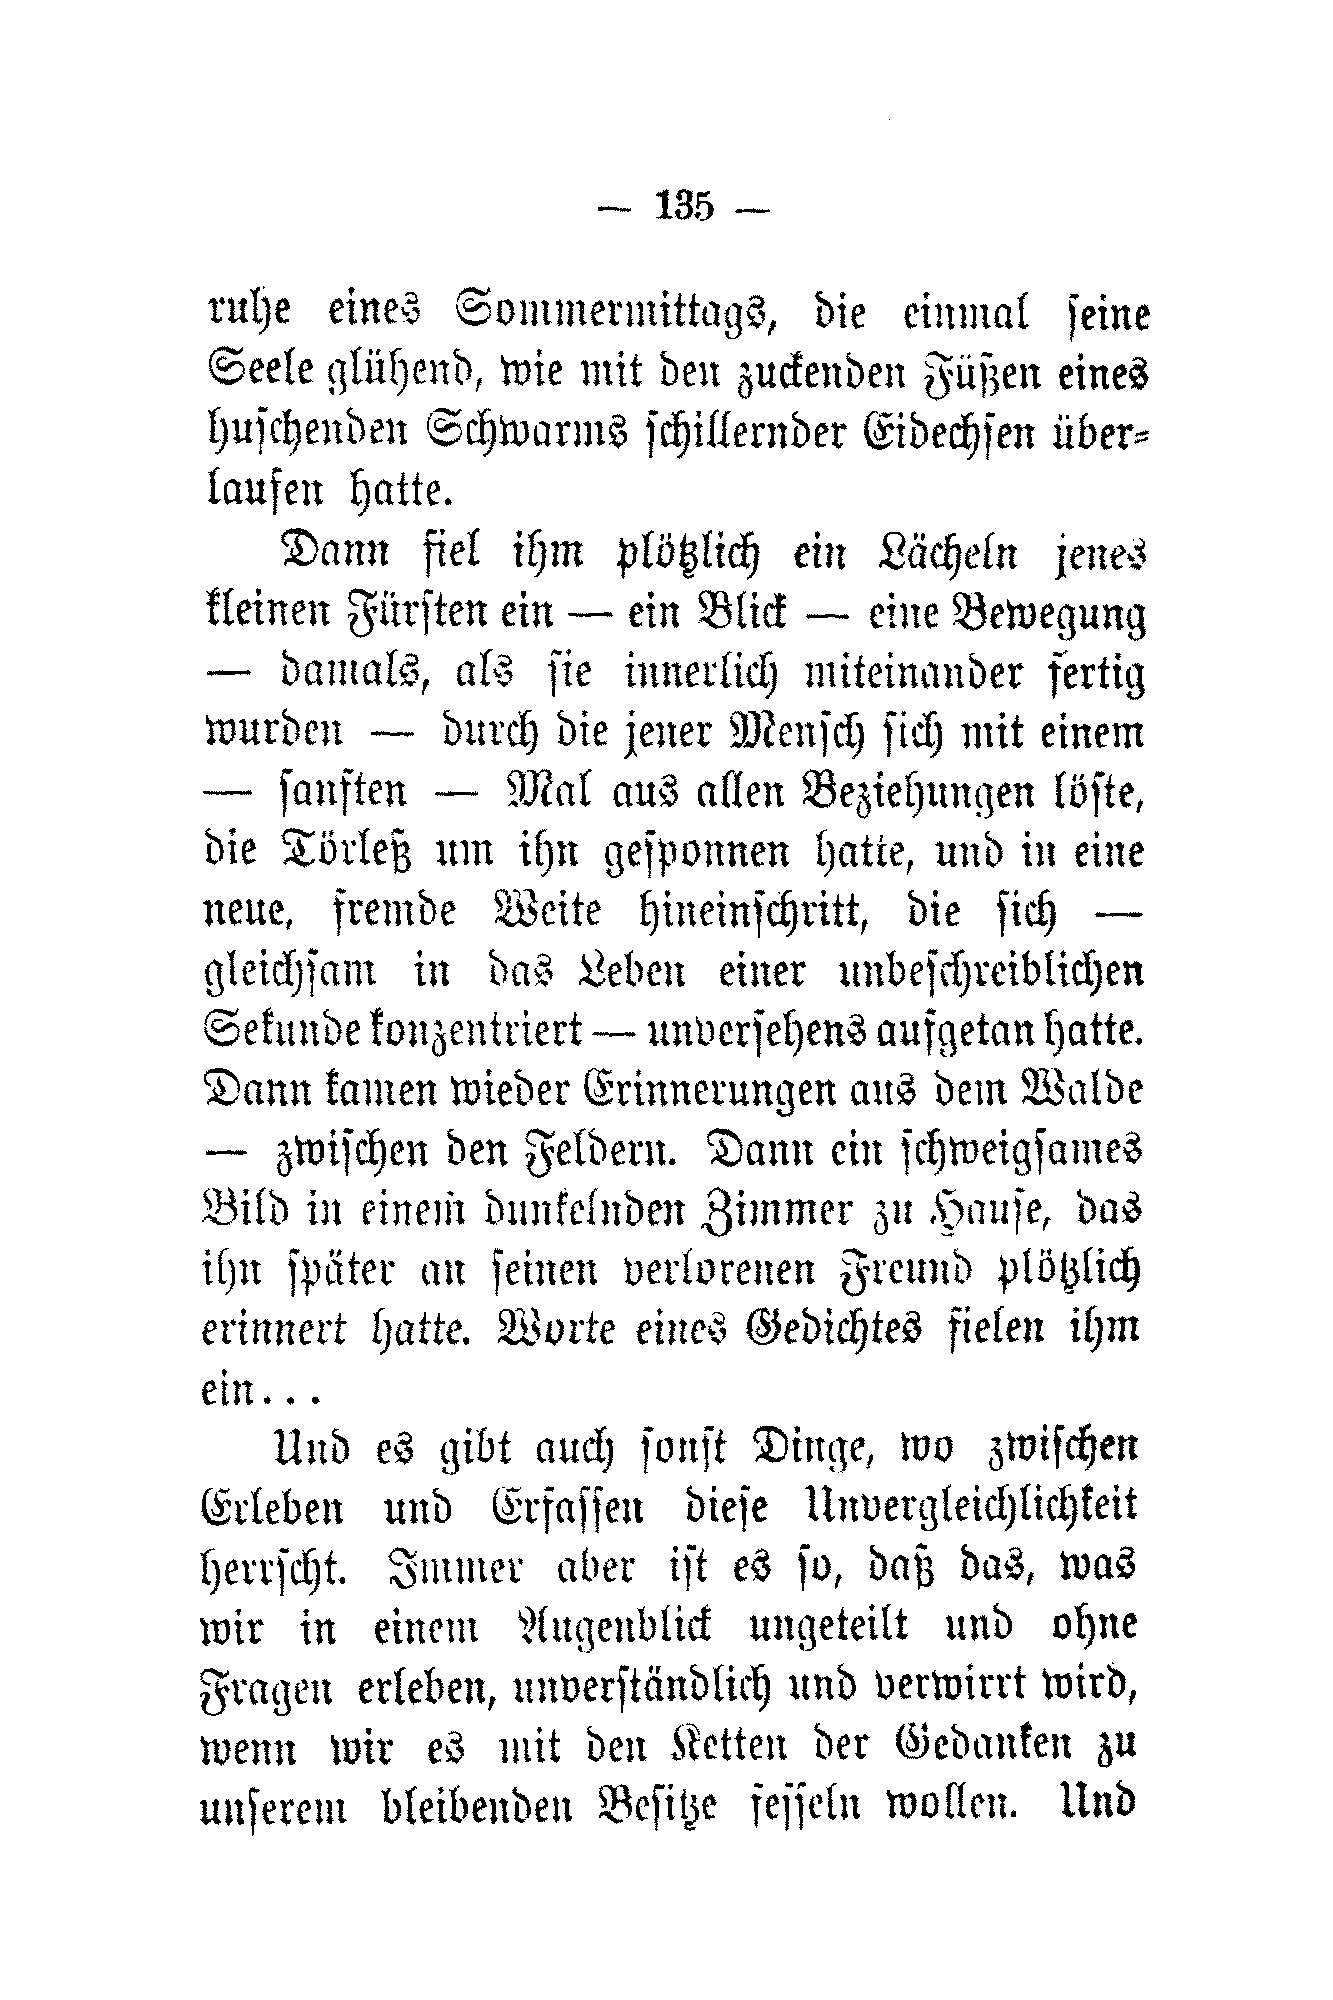 — 135 —
ruhe eines Sommermittags, die einmal seine
Seele glühend, wie mit den zuckenden Füßen eines
huschenden Schwarms schillernder Eidechsen über-
laufen hatte.
Dann fiel ihm plötzlich ein Lächeln jenes
kleinen Fürsten ein — ein Blick — eine Bewegung
— damals, als sie innerlich miteinander fertig
wurden — durch die jener Mensch sich mit einem
— sanften — Mal aus allen Beziehungen löste,
die Törleß um ihn gesponnen hatte, und in eine
neue, fremde Weite hineinschritt, die sich —
gleichsam in das Leben einer unbeschreiblichen
Sekunde konzentriert — unversehens aufgetan hatte.
Dann kamen wieder Erinnerungen aus dem Walde
— zwischen den Feldern. Dann ein schweigsames
Bild in einem dunkelnden Zimmer zu Hause, das
ihn später an seinen verlorenen Freund plötzlich
erinnert hatte. Worte eines Gedichtes fielen ihm
ein...
Und es gibt auch sonst Dinge, wo zwischen
Erleben und Erfassen diese Unvergleichlichkeit
herrscht. Immer aber ist es so, daß das, was
wir in einem Augenblick ungeteilt und ohne
Fragen erleben, unverständlich und verwirrt wird,
wenn wir es mit den Ketten der Gedanken zu
unserem bleibenden Besitze fesseln wollen. Und